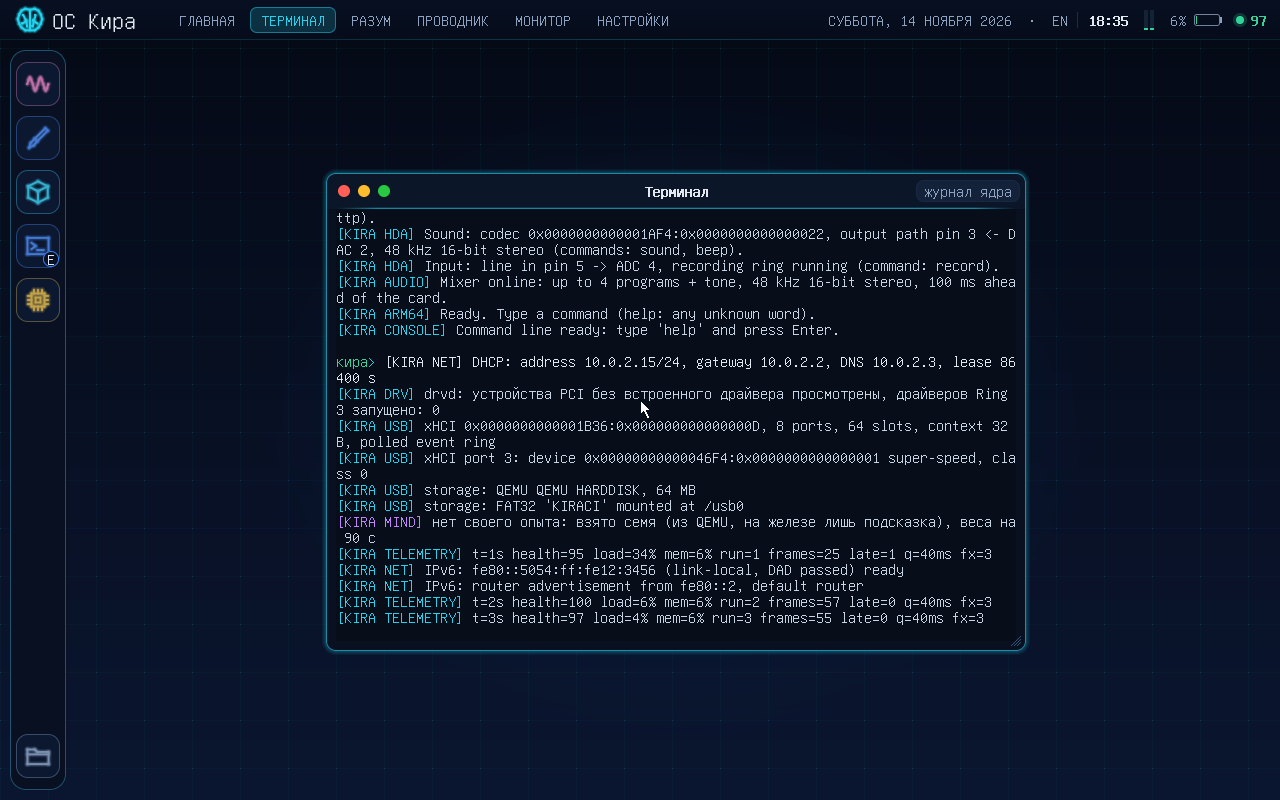 ОС Кира
ГЛАВНАЯ
ТЕРМИНАЛ
РАЗУМ
ПРОВОДНИК
МОНИТОР
НАСТРОЙКИ
СУББОТА, 14 НОЯБРЯ 2026 · EN 18:35 6% 97
Терминал
журнал ядра
ttp).
[KIRA HDA] Sound: codec 0x0000000000001AF4:0x0000000000000022, output path pin 3 <- D
AC 2, 48 kHz 16-bit stereo (commands: sound, beep).
[KIRA HDA] Input: line in pin 5 -> ADC 4, recording ring running (command: record).
[KIRA AUDIO] Mixer online: up to 4 programs + tone, 48 kHz 16-bit stereo, 100 ms ahea
d of the card.
[KIRA ARM64] Ready. Type a command (help: any unknown word).
[KIRA CONSOLE] Command line ready: type 'help' and press Enter.
кира> [KIRA NET] DHCP: address 10.0.2.15/24, gateway 10.0.2.2, DNS 10.0.2.3, lease 86
400 s
[KIRA DRV] drvd: устройства PCI без встроенного драйвера просмотрены, драйверов Ring
3 запущено: 0
[KIRA USB] xHCI 0x0000000000001B36:0x000000000000000D, 8 ports, 64 slots, context 32
B, polled event ring
[KIRA USB] xHCI port 3: device 0x00000000000046F4:0x0000000000000001 super-speed, cla
ss 0
[KIRA USB] storage: QEMU QEMU HARDDISK, 64 MB
[KIRA USB] storage: FAT32 'KIRACI' mounted at /usb0
[KIRA MIND] нет своего опыта: взято семя (из QEMU, на железе лишь подсказка), веса на
90 с
[KIRA TELEMETRY] t=1s health=95 load=34% mem=6% run=1 frames=25 late=1 q=40ms fx=3
[KIRA NET] IPv6: fe80::5054:ff:fe12:3456 (link-local, DAD passed) ready
[KIRA NET] IPv6: router advertisement from fe80::2, default router
[KIRA TELEMETRY] t=2s health=100 load=6% mem=6% run=2 frames=57 late=0 q=40ms fx=3
[KIRA TELEMETRY] t=3s health=97 load=4% mem=6% run=3 frames=55 late=0 q=40ms fx=3
E